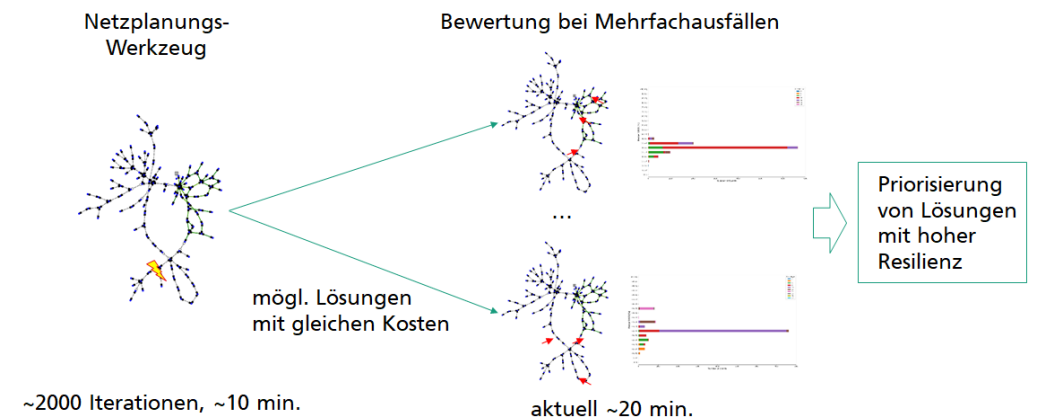 Netzplanungs-
Werkzeug
Bewertung bei Mehrfachausfällen
...
mögl. Lösungen
mit gleichen Kosten
Priorisierung
von Lösungen
mit hoher
Resilienz
~2000 Iterationen, ~10 min.
aktuell ~20 min.